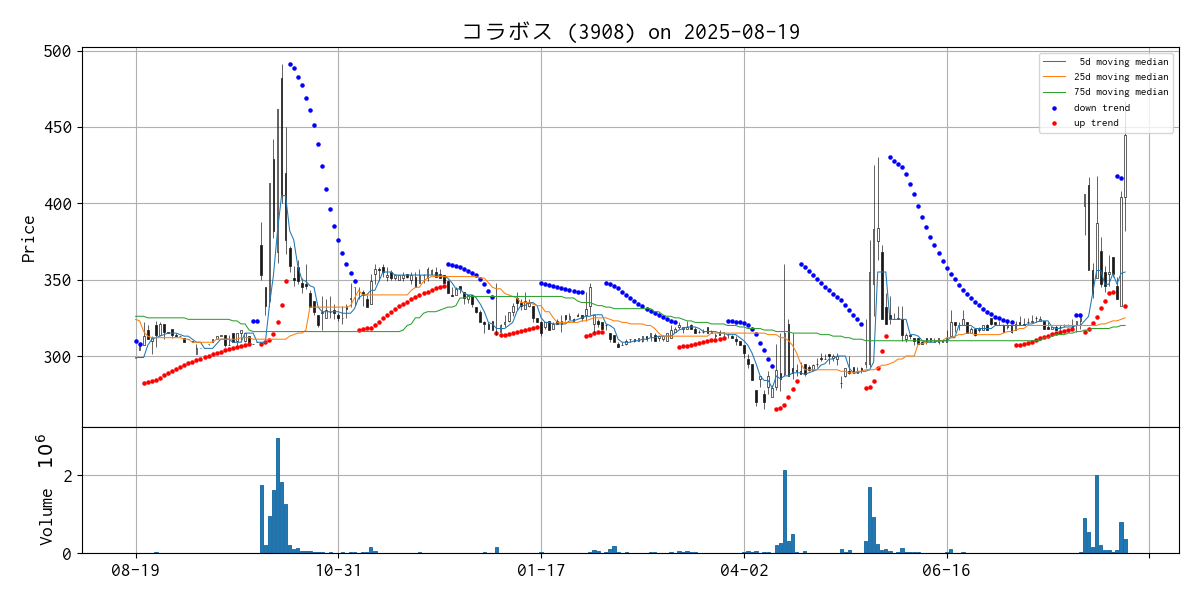 コラボス (3908) on 2025-08-19
500
450
400
350
300
Price
5d moving median
25d moving median
75d moving median
down trend
up trend
2
0
Volume 10^6
08-19
10-31
01-17
04-02
06-16